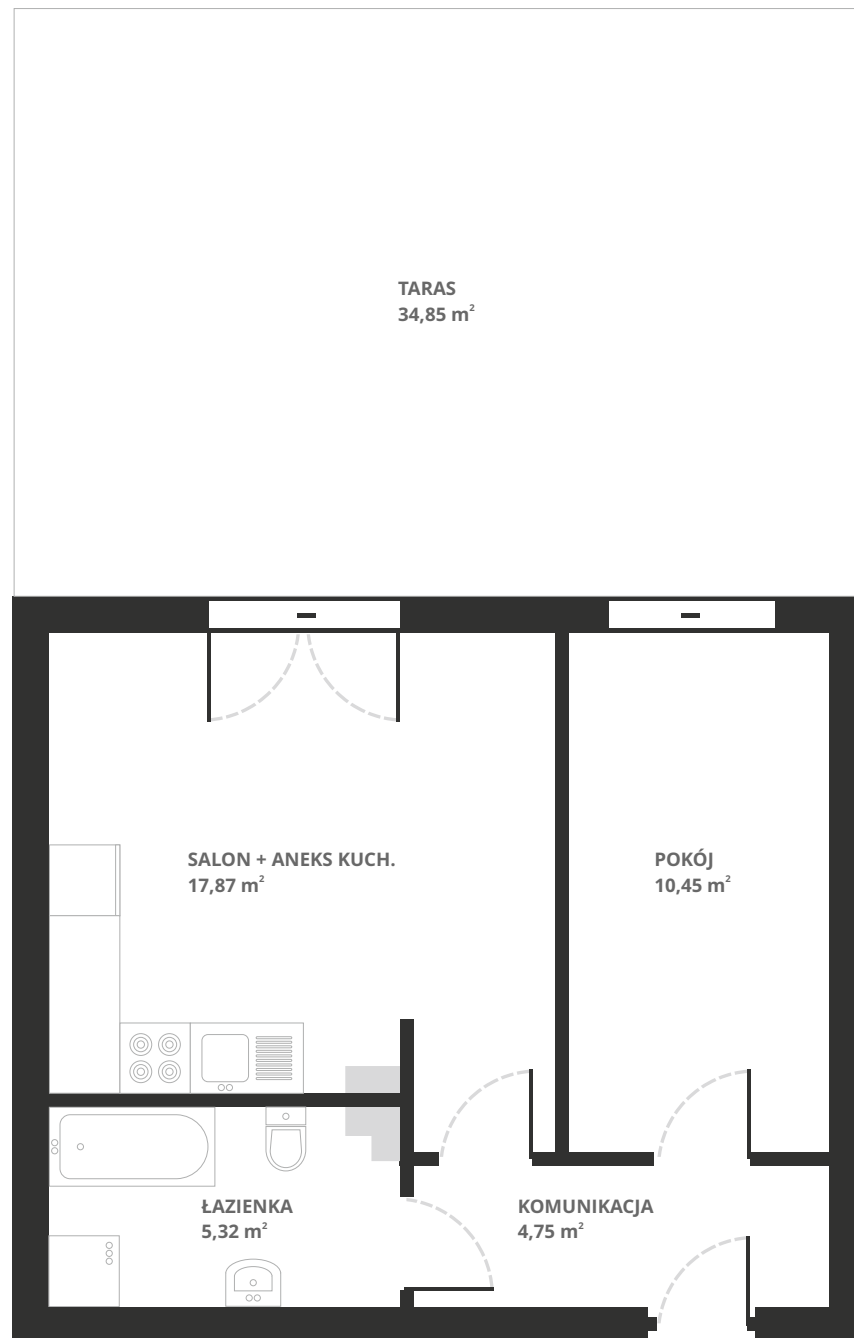 TARAS
34,85 m²
SALON + ANEKS KUCH.
17,87 m²
POKÓJ
10,45 m²
ŁAZIENKA
5,32 m²
KOMUNIKACJA
4,75 m²